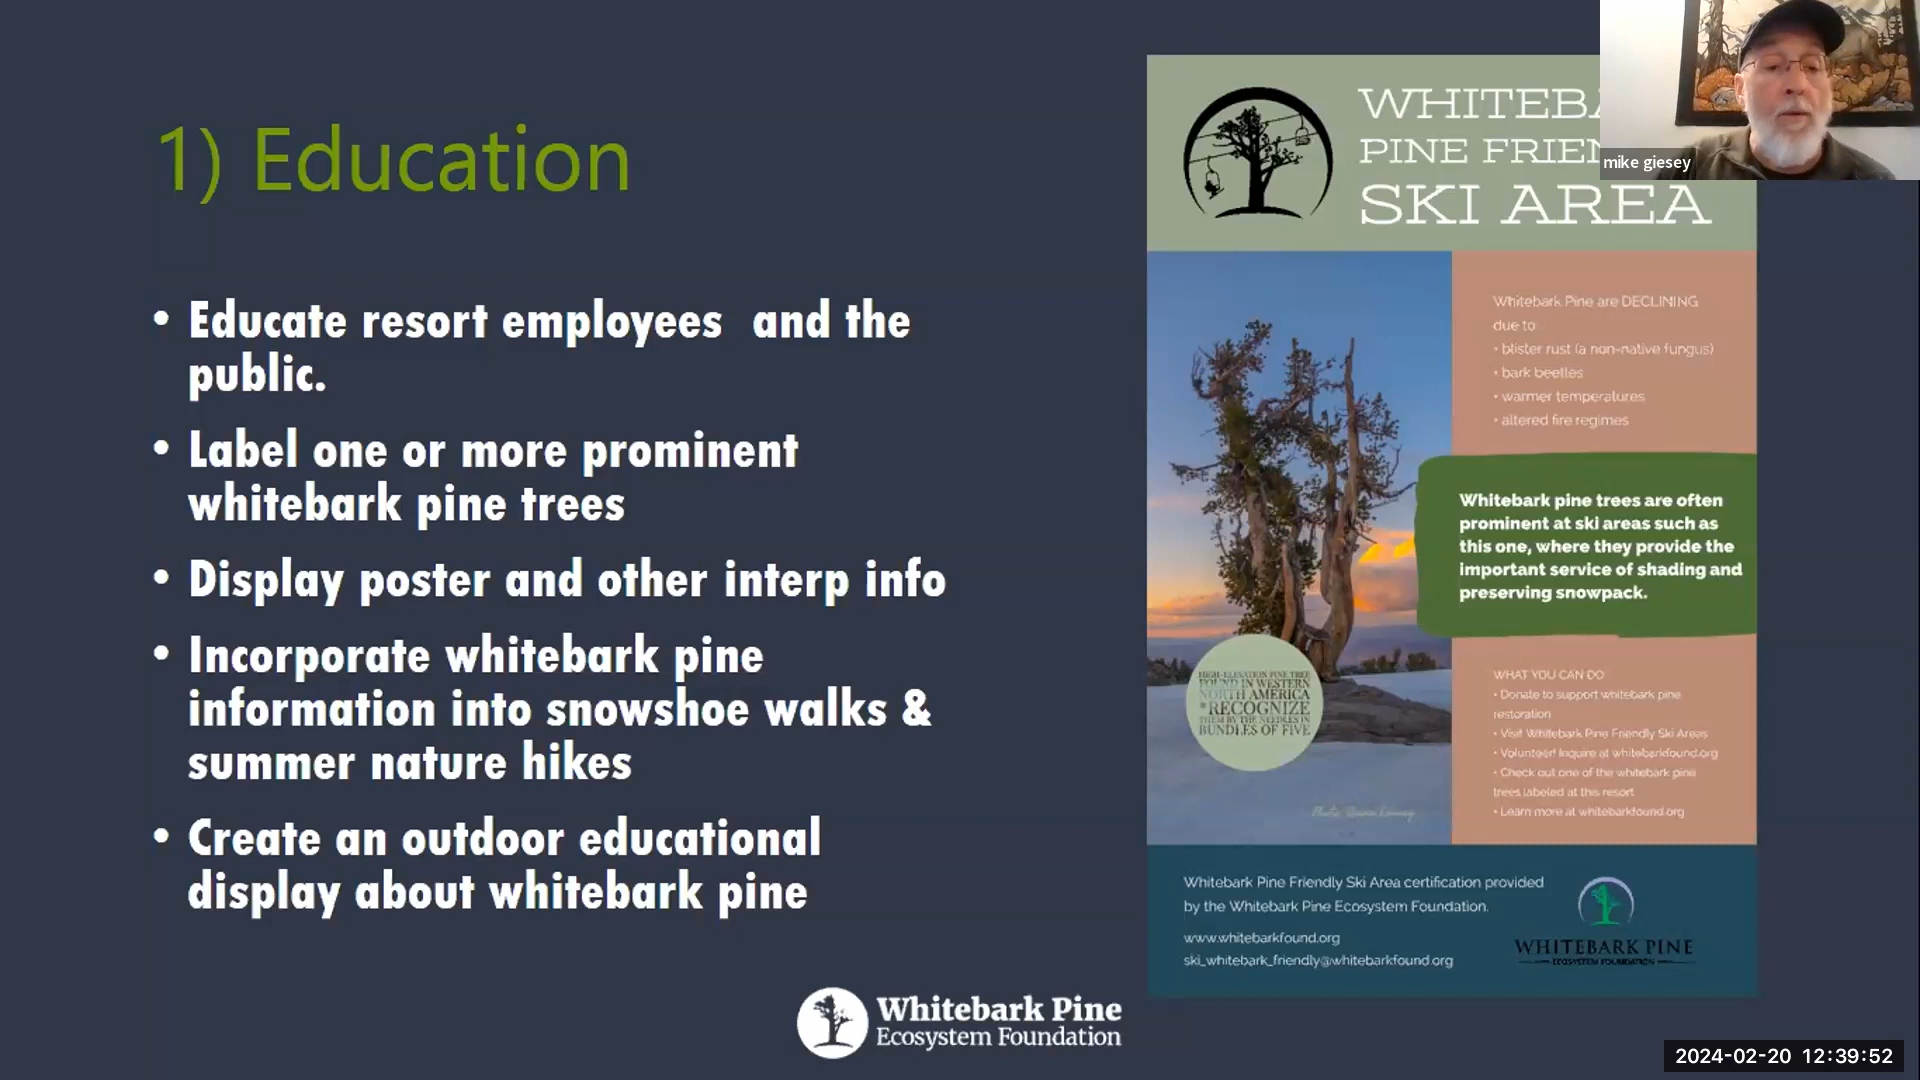 1) Education
• Educate resort employees and the
public.
• Label one or more prominent
whitebark pine trees
• Display poster and other interp info
• Incorporate whitebark pine
information into snowshoe walks &
summer nature hikes
• Create an outdoor educational
display about whitebark pine
Whitebark Pine
Ecosystem Foundation
WHITEBA
PINE FRIEN
SKI AREA
Whitebark Pine are DECLINING
due to
• blister rust (a non-native fungus)
• bark beetles
• warmer temperatures
• altered fire regimes
Whitebark pine trees are often
prominent at ski areas such as
this one, where they provide the
important service of shading and
preserving snowpack.
HIGH-ELEVATION PINE TREE
FOUND IN WESTERN
NORTH AMERICA
RECOGNIZE
THEM BY THE NEEDLES IN
BUNDLES OF FIVE
WHAT YOU CAN DO
• Donate to support whitebark pine
restoration
• Visit Whitebark Pine Friendly Ski Areas
• Volunteer! Inquire at whitebarkfound.org
• Check out one of the whitebark pine
trees labeled at this resort
• Learn more at whitebarkfound.org
Photo:
Whitebark Pine Friendly Ski Area certification provided
by the Whitebark Pine Ecosystem Foundation.
www.whitebarkfound.org
ski_whitebark_friendly@whitebarkfound.org
WHITEBARK PINE
ECOSYSTEM FOUNDATION
mike giesey
2024-02-20 12:39:52